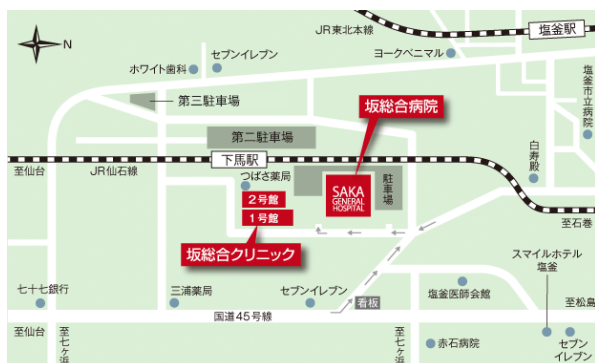 塩釜駅
JR東北本線
N
セブンイレブン
ヨークベニマル
ホワイト歯科
塩釜市立病院
第三駐車場
坂総合病院
第二駐車場
白寿殿
下馬駅
至仙台
JR仙石線
つばさ薬局
駐車場
2号館
SAKA
GENERAL
HOSPITAL
1号館
至石巻
坂総合クリニック
スマイルホテル
塩釜
七十七銀行
三浦薬局
セブンイレブン
看板
塩釜医師会館
至松島
至仙台
国道45号線
至七ヶ浜
至七ヶ浜
赤石病院
セブン
イレブン